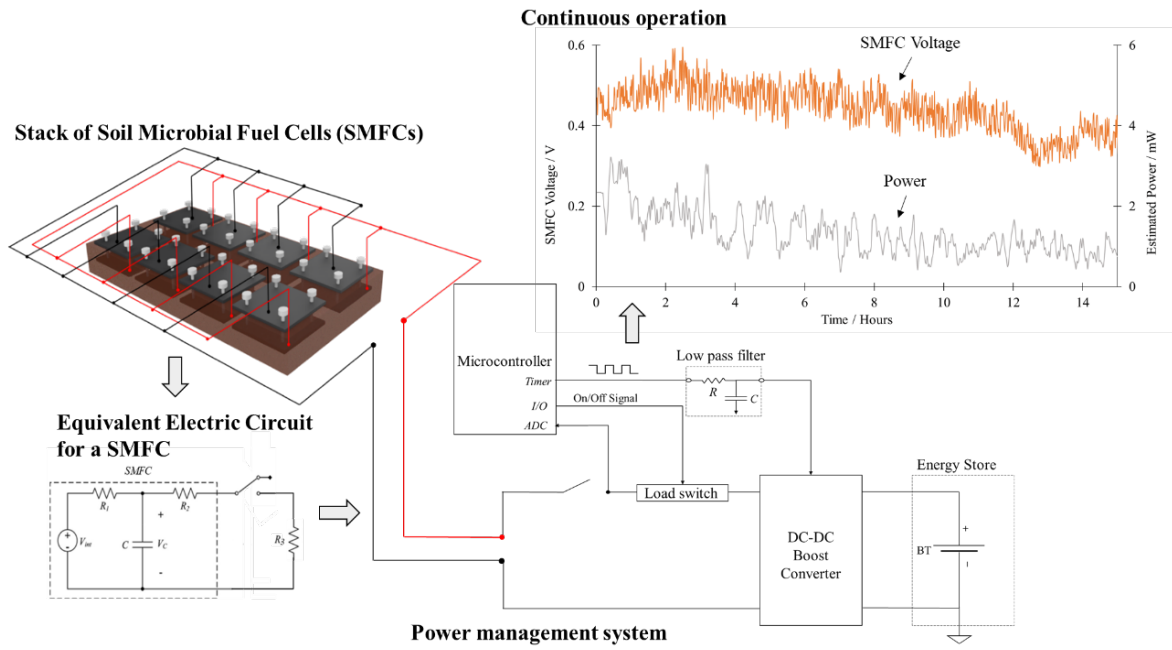 Continuous operation
0.6
0.4
0.2
0
SMFC Voltage / V
SMFC Voltage
Power
6
4
2
0
Estimated Power / mW
0 2 4 6 8 10 12 14
Time / Hours
Stack of Soil Microbial Fuel Cells (SMFCs)
Equivalent Electric Circuit
for a SMFC
SMFC
R1
R2
+
Vint
C
VC
-
R3
Microcontroller
Timer
I/O
ADC
On/Off Signal
Low pass filter
R
C
Load switch
DC-DC
Boost
Converter
Energy Store
+
BT
-
Power management system